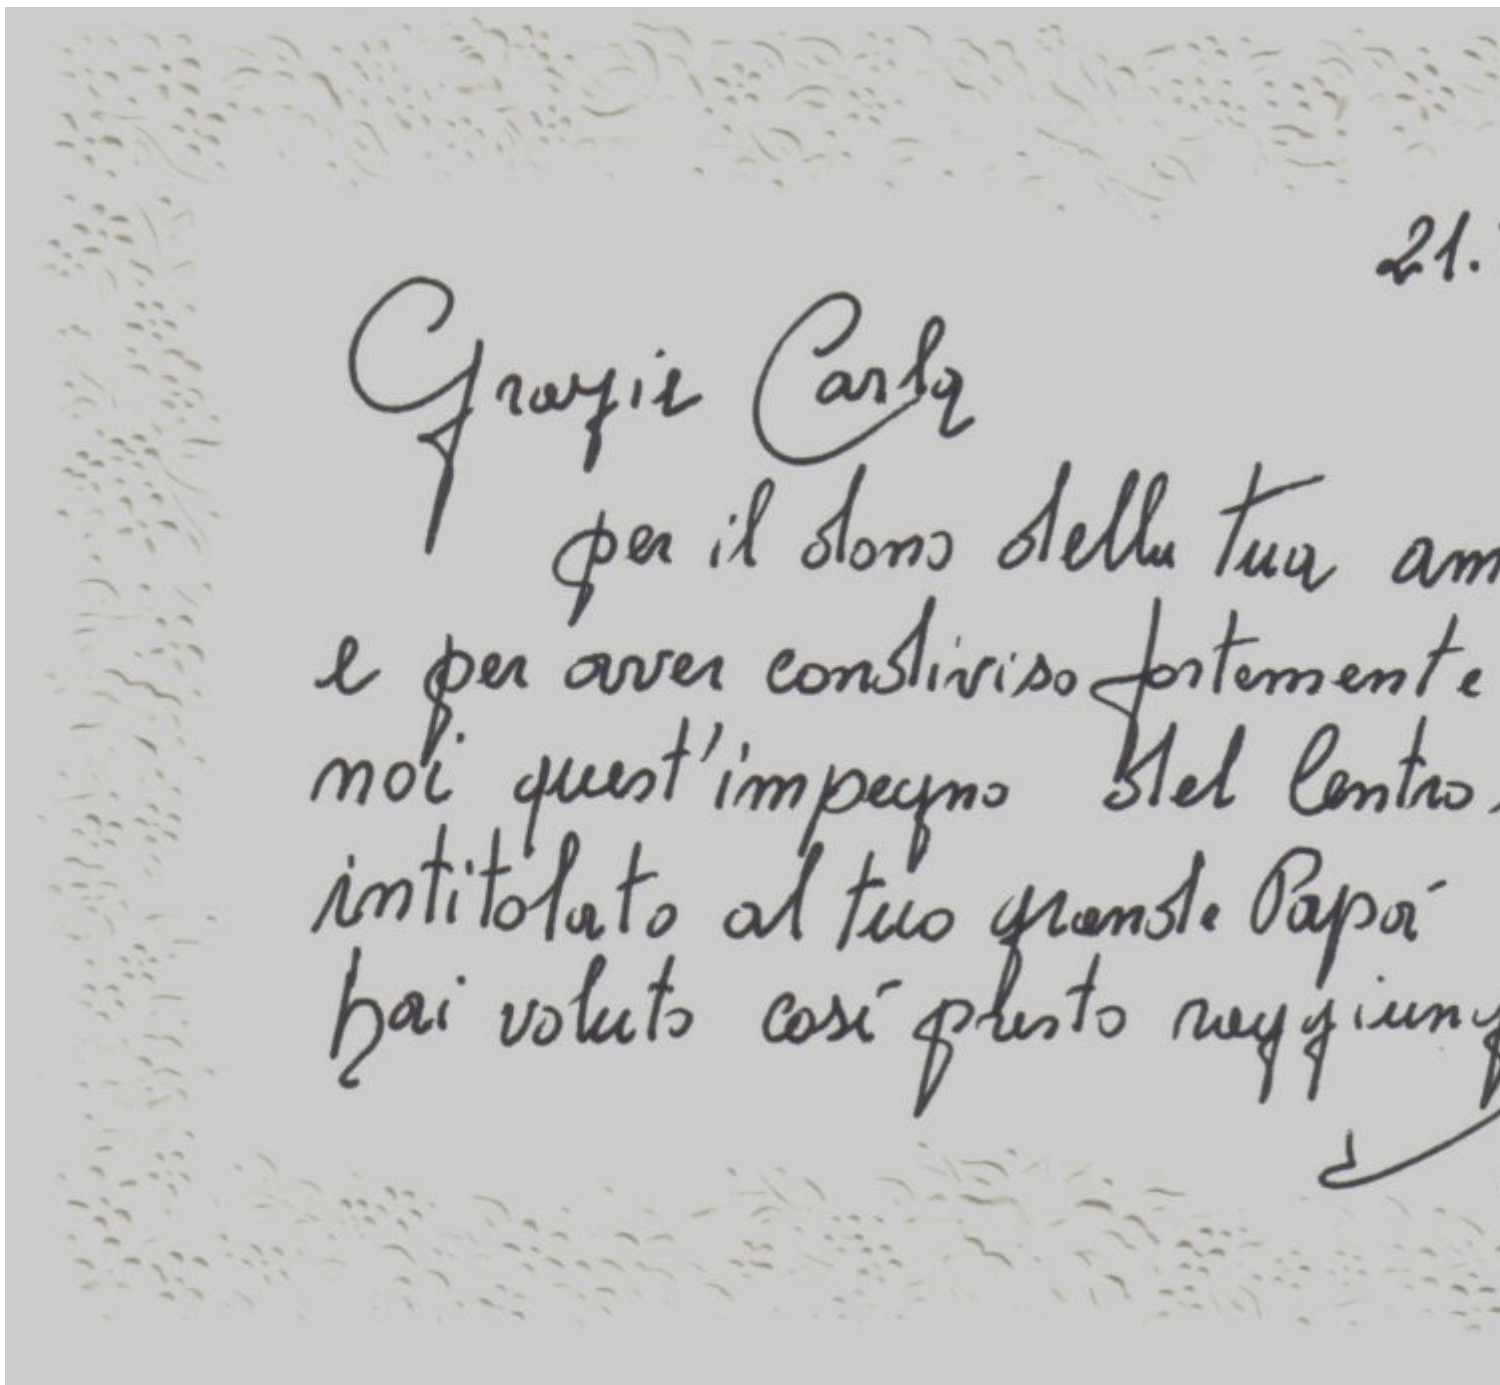 21.
Grazie Carla
per il dono della tua am
e per aver condiviso fortemente
noi quest'impegno del Centro
intitolato al tuo grande Papà
hai voluto così presto raggiung